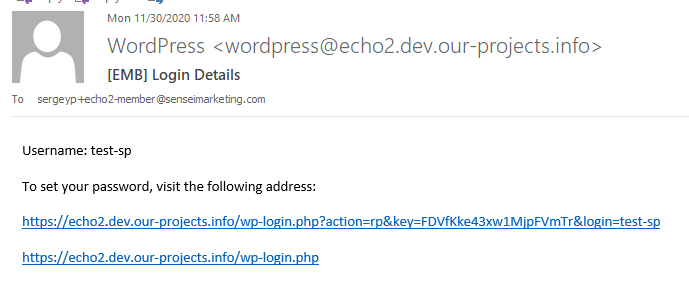 Mon 11/30/2020 11:58 AM
WordPress <wordpress@echo2.dev.our-projects.info>
[EMB] Login Details
To sergeyp+echo2-member@senseimarketing.com
Username: test-sp
To set your password, visit the following address:
https://echo2.dev.our-projects.info/wp-login.php?action=rp&key=FDVfKke43xw1MjpFVmTr&login=test-sp
https://echo2.dev.our-projects.info/wp-login.php